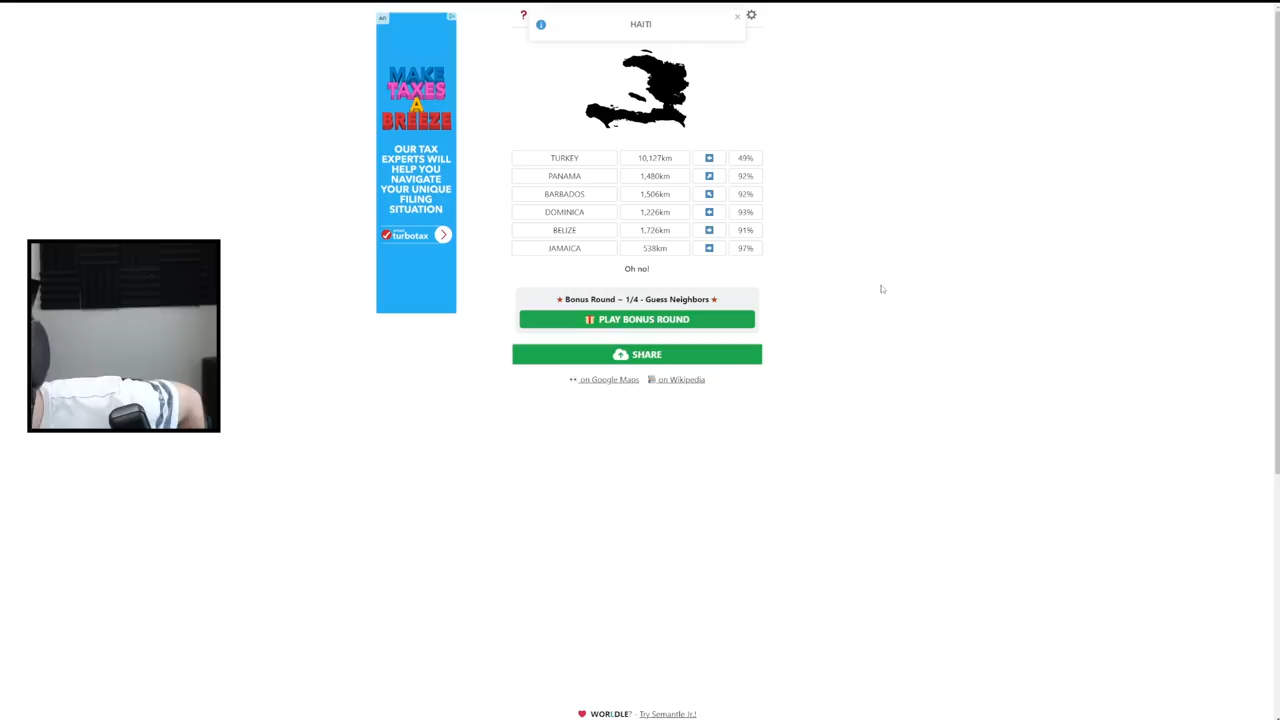 AD
MAKE
TAXES
A
BREEZE
OUR TAX
EXPERTS WILL
HELP YOU
NAVIGATE
YOUR UNIQUE
FILING
SITUATION
turbotax
?
HAITI
×
TURKEY 10,127km 49%
PANAMA 1,480km 92%
BARBADOS 1,506km 92%
DOMINICA 1,226km 93%
BELIZE 1,726km 91%
JAMAICA 538km 97%
Oh no!
★ Bonus Round ~ 1/4 - Guess Neighbors ★
PLAY BONUS ROUND
SHARE
on Google Maps on Wikipedia
WORLDLE? - Try Semantle Jr.!